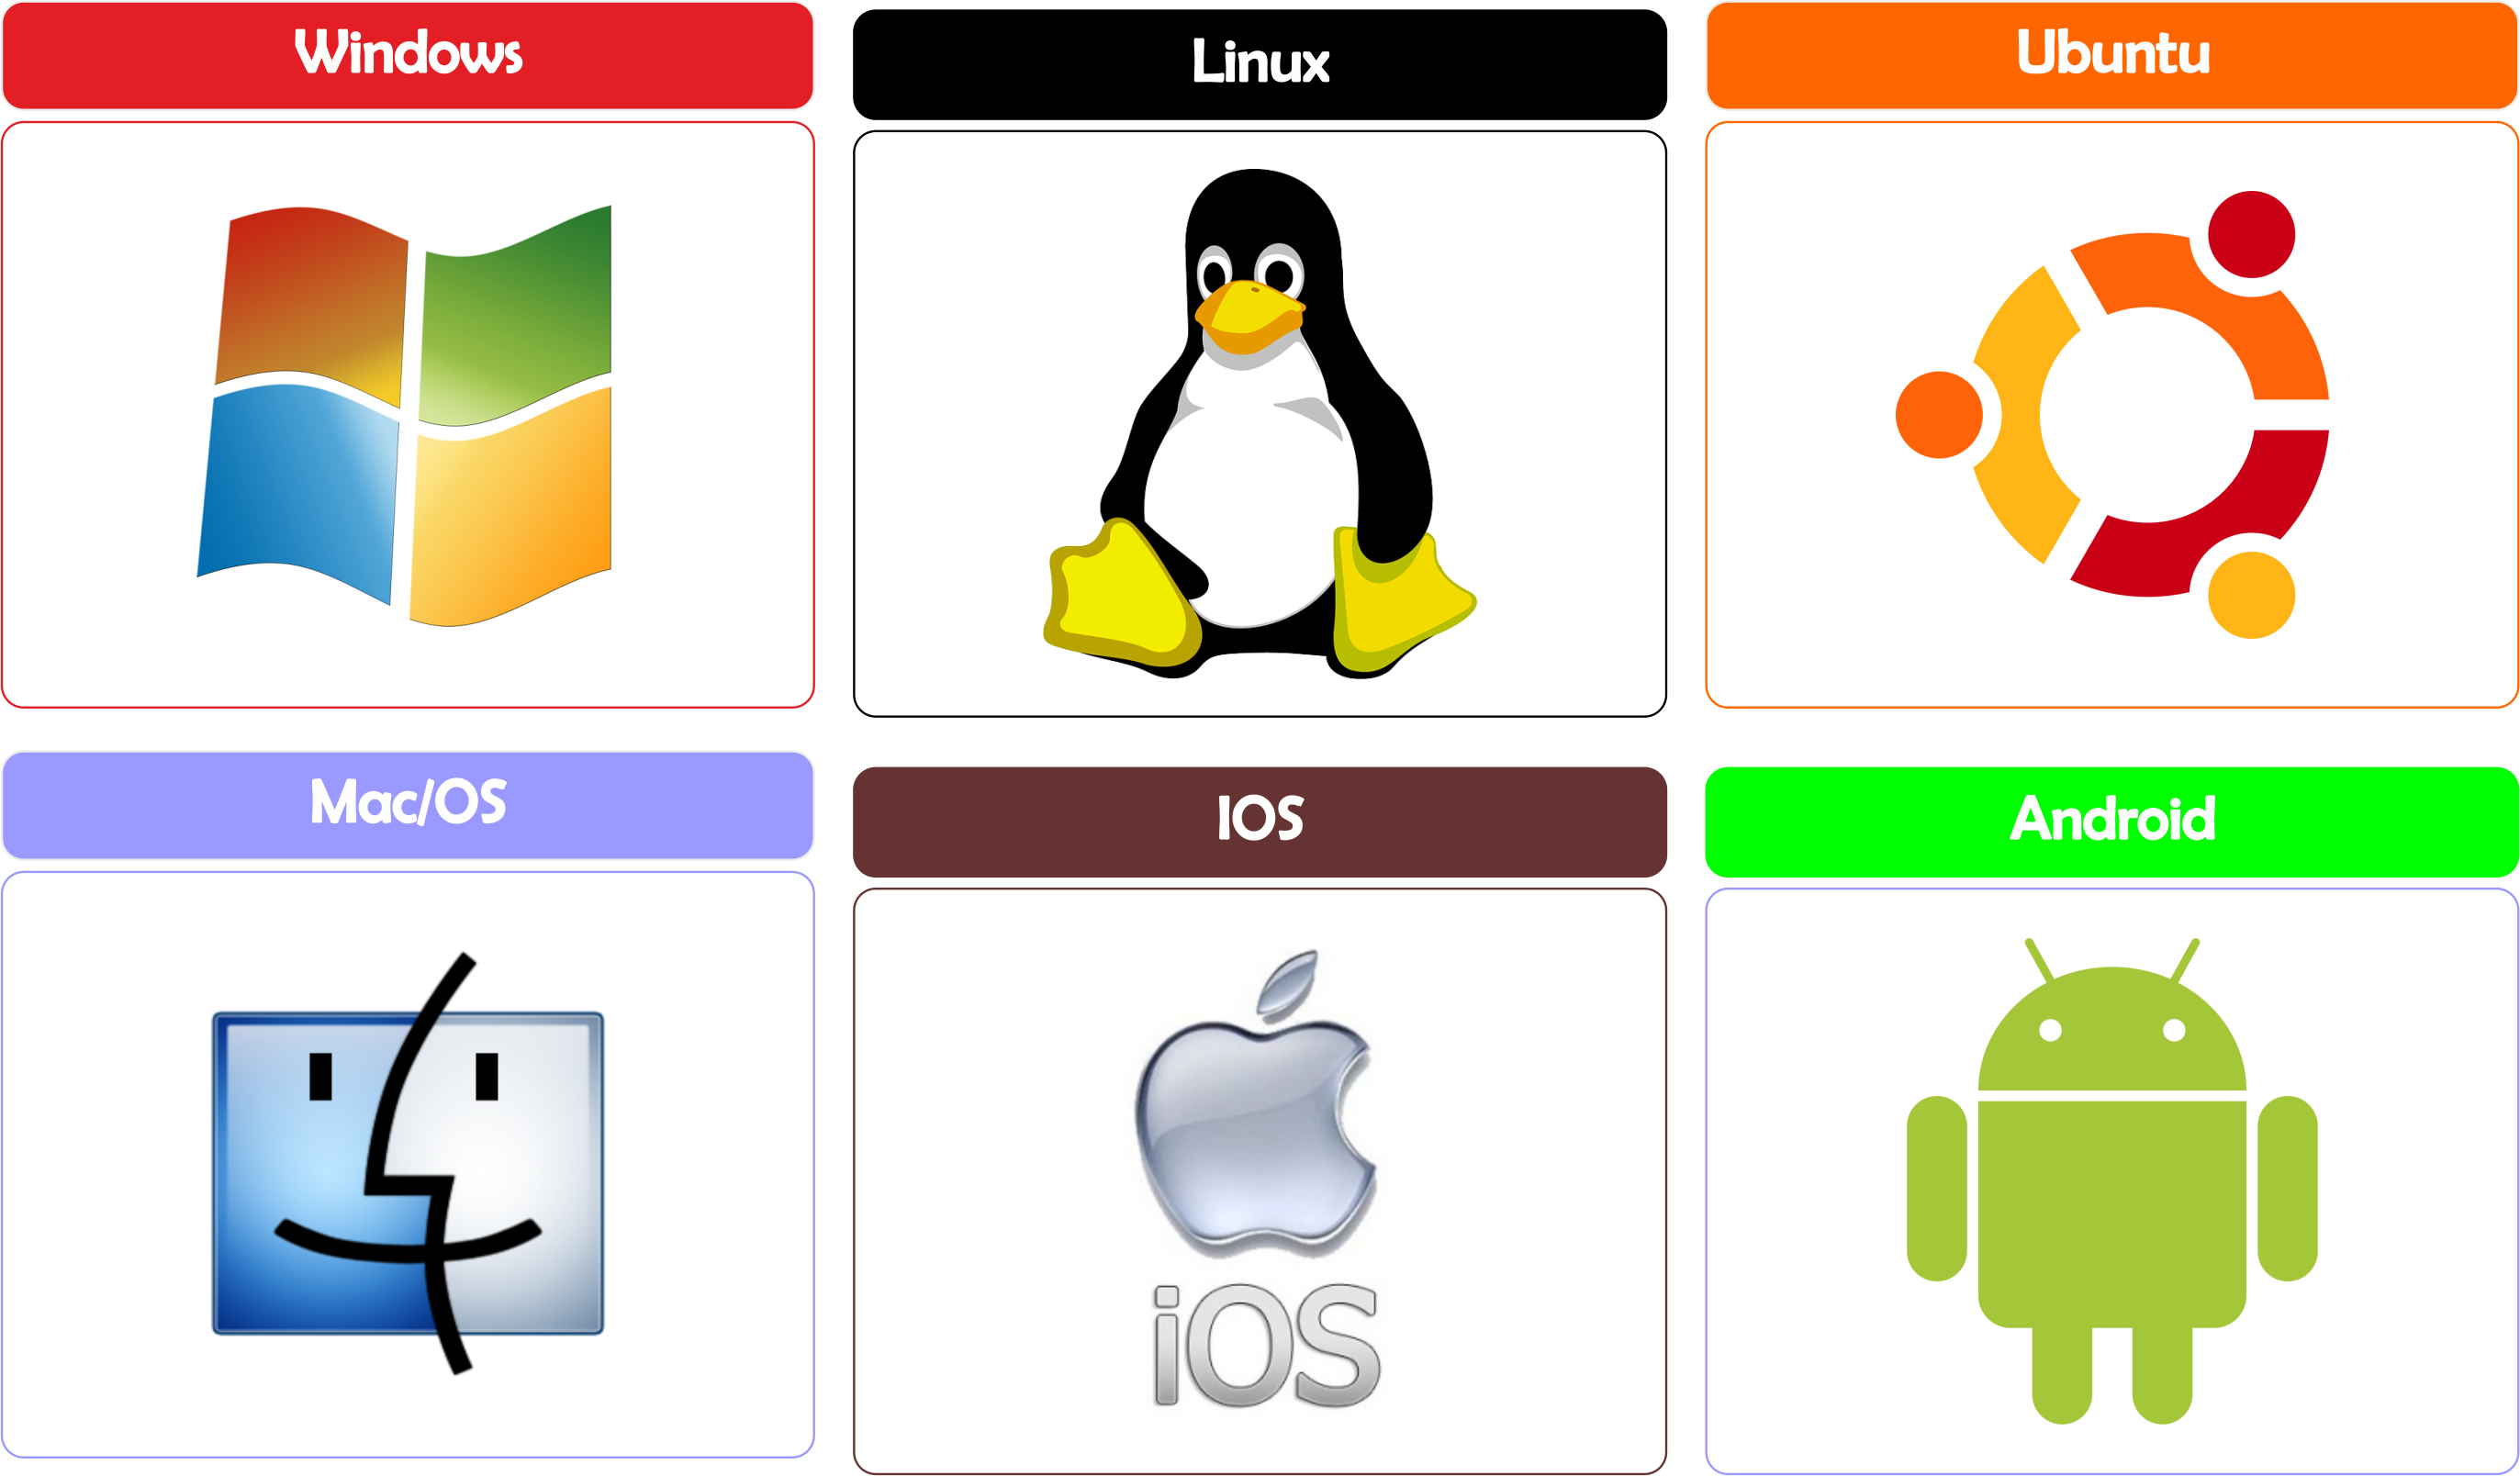 Windows
Linux
Ubuntu
Mac/OS
IOS
Android
iOS